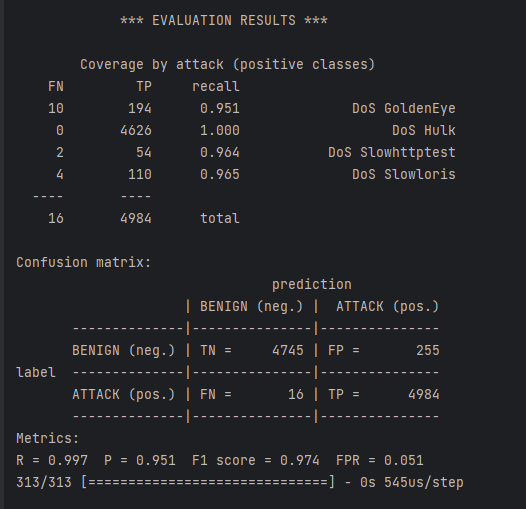 *** EVALUATION RESULTS ***
Coverage by attack (positive classes)
FN TP recall
10 194 0.951 DoS GoldenEye
0 4626 1.000 DoS Hulk
2 54 0.964 DoS Slowhttptest
4 110 0.965 DoS Slowloris
---- ----
16 4984 total
Confusion matrix:
prediction
| BENIGN (neg.) | ATTACK (pos.)
--------------|---------------|---------------
BENIGN (neg.) | TN = 4745 | FP = 255
label --------------|---------------|---------------
ATTACK (pos.) | FN = 16 | TP = 4984
--------------|---------------|---------------
Metrics:
R = 0.997 P = 0.951 F1 score = 0.974 FPR = 0.051
313/313 [==============================] - 0s 545us/step